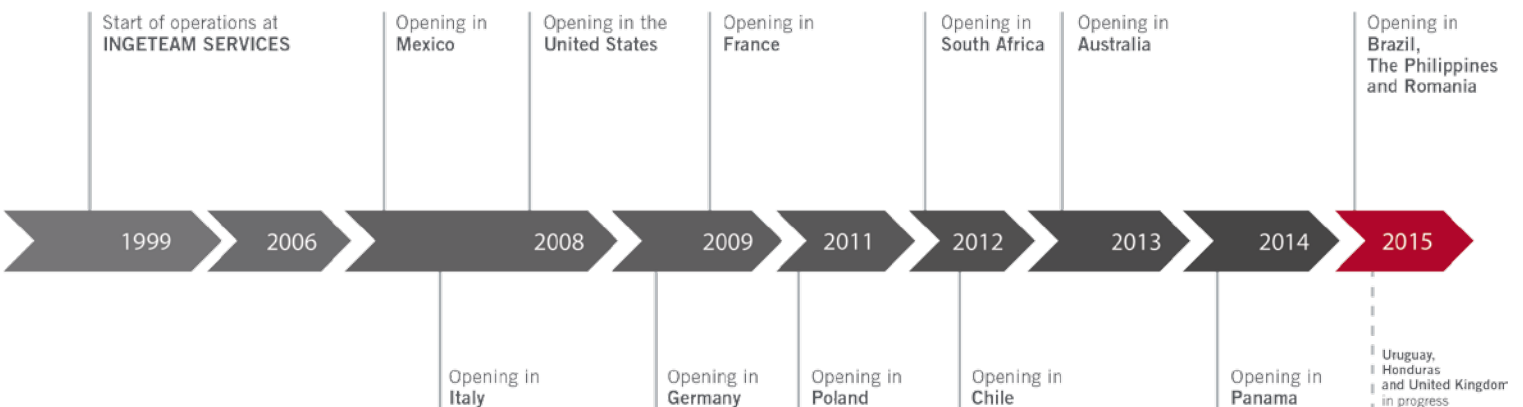 Start of operations at
INGETEAM SERVICES
Opening in
Mexico
Opening in the
United States
Opening in
France
Opening in
South Africa
Opening in
Australia
Opening in
Brazil,
The Philippines
and Romania
1999
2006
2008
2009
2011
2012
2013
2014
2015
Opening in
Italy
Opening in
Germany
Opening in
Poland
Opening in
Chile
Opening in
Panama
Uruguay,
Honduras
and United Kingdom
in progress